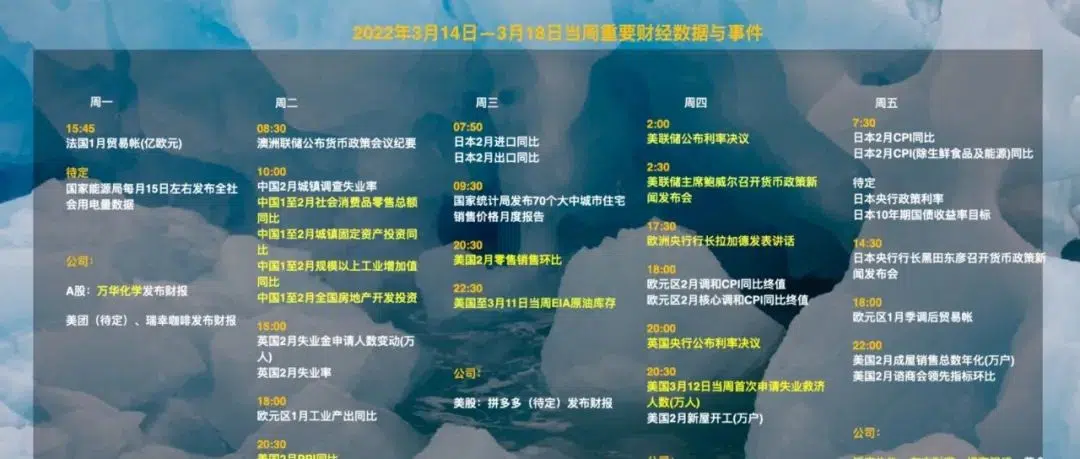 2022年3月14日—3月18日当周重要财经数据与事件
周一
15:45
法国1月贸易帐(亿欧元)
待定
国家能源局每月15日左右发布全社
会用电量数据
公司：
A股：万华化学发布财报
美团（待定）、瑞幸咖啡发布财报
周二
08:30
澳洲联储公布货币政策会议纪要
10:00
中国2月城镇调查失业率
中国1至2月社会消费品零售总额
同比
中国1至2月城镇固定资产投资同
比
中国1至2月规模以上工业增加值
同比
中国1至2月全国房地产开发投资
15:00
英国2月失业金申请人数变动(万
人)
英国2月失业率
18:00
欧元区1月工业产出同比
20:30
美国2月PPI同比
周三
07:50
日本2月进口同比
日本2月出口同比
09:30
国家统计局发布70个大中城市住宅
销售价格月度报告
20:30
美国2月零售销售环比
22:30
美国至3月11日当周EIA原油库存
公司：
美股：拼多多（待定）发布财报
周四
2:00
美联储公布利率决议
2:30
美联储主席鲍威尔召开货币政策新
闻发布会
17:30
欧洲央行行长拉加德发表讲话
18:00
欧元区2月调和CPI同比终值
欧元区2月核心调和CPI同比终值
20:00
英国央行公布利率决议
20:30
美国3月12日当周首次申请失业救济
人数(万人)
美国2月新屋开工(万户)
周五
7:30
日本2月CPI同比
日本2月CPI(除生鲜食品及能源)同比
待定
日本央行政策利率
日本10年期国债收益率目标
14:30
日本央行行长黑田东彦召开货币政策新
闻发布会
18:00
欧元区1月季调后贸易帐
22:00
美国2月成屋销售总数年化(万户)
美国2月谘商会领先指标环比
公司：